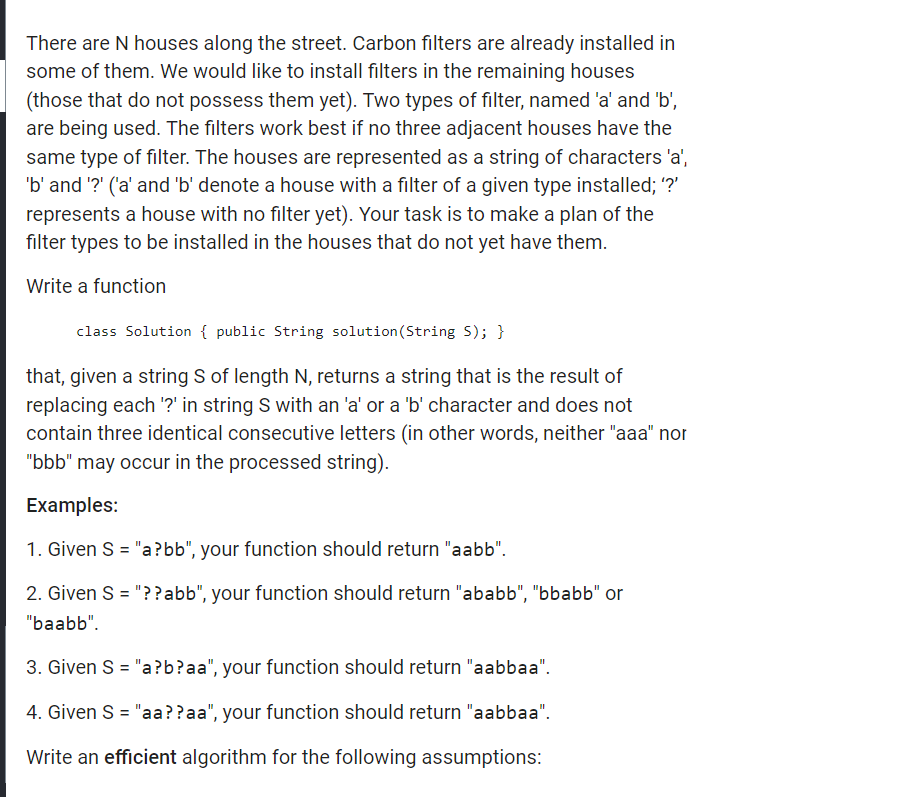 There are N houses along the street. Carbon filters are already installed in
some of them. We would like to install filters in the remaining houses
(those that do not possess them yet). Two types of filter, named 'a' and 'b',
are being used. The filters work best if no three adjacent houses have the
same type of filter. The houses are represented as a string of characters 'a',
'b' and '?' ('a' and 'b' denote a house with a filter of a given type installed; ‘?’
represents a house with no filter yet). Your task is to make a plan of the
filter types to be installed in the houses that do not yet have them.
Write a function
class Solution { public String solution(String S); }
that, given a string S of length N, returns a string that is the result of
replacing each '?' in string S with an 'a' or a 'b' character and does not
contain three identical consecutive letters (in other words, neither "aaa" nor
"bbb" may occur in the processed string).
Examples:
1. Given S = "a?bb", your function should return "aabb".
2. Given S = "??abb", your function should return "ababb", "bbabb" or
"baabb".
3. Given S = "a?b?aa", your function should return "aabbaa".
4. Given S = "aa??aa", your function should return "aabbaa".
Write an efficient algorithm for the following assumptions: